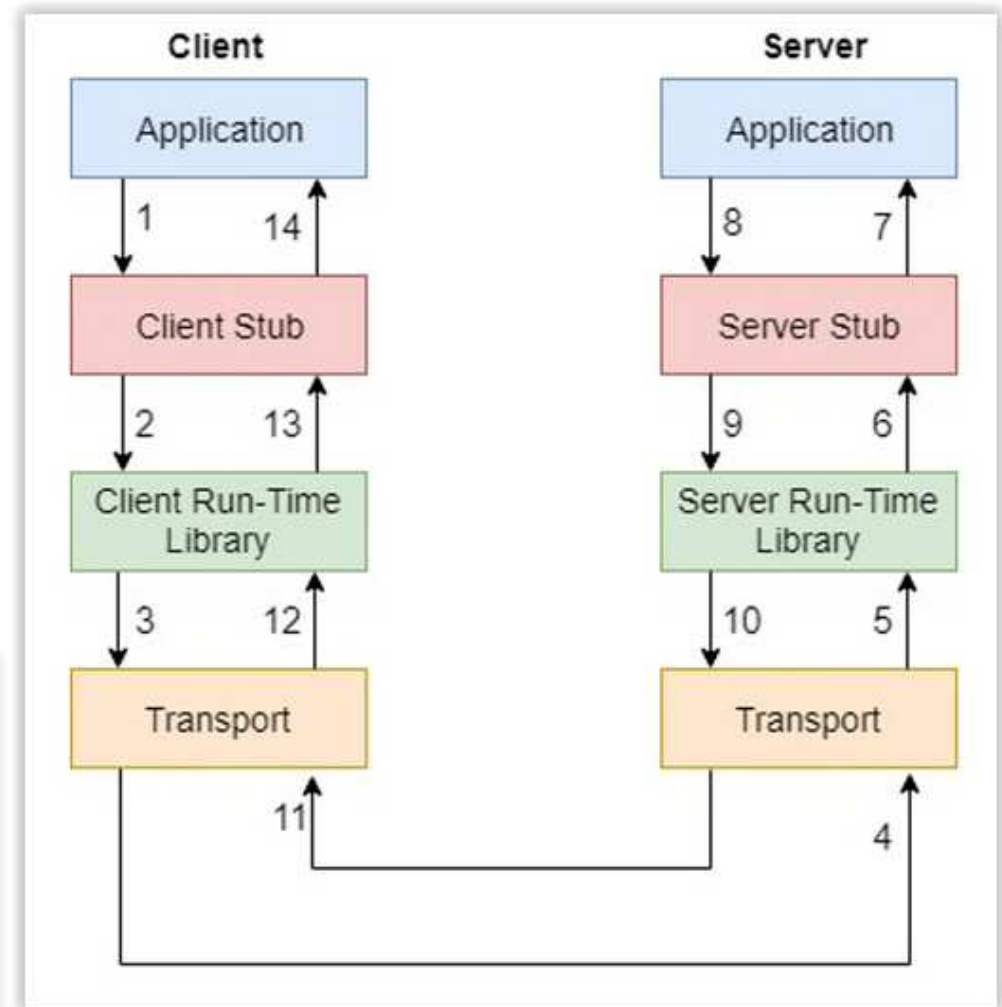 Client
Server
Application
Application
1
14
8
7
Client Stub
Server Stub
2
13
9
6
Client Run-Time
Library
Server Run-Time
Library
3
12
10
5
Transport
Transport
11
4